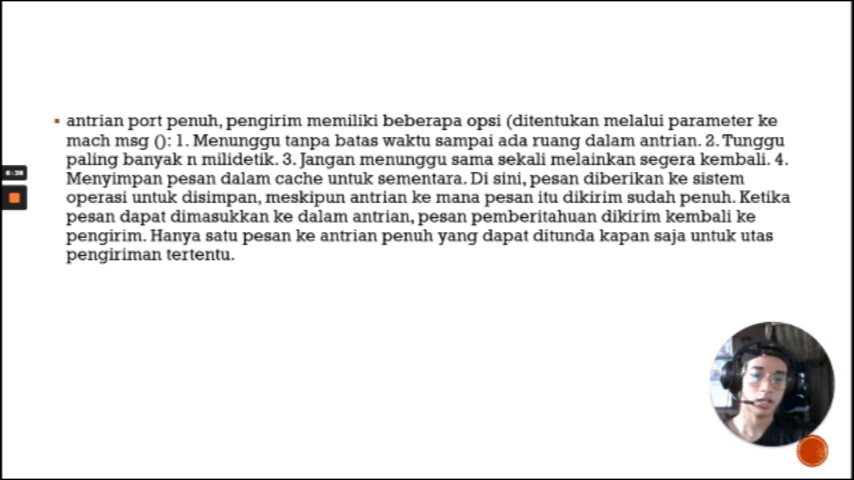 antrian port penuh, pengirim memiliki beberapa opsi (ditentukan melalui parameter ke
mach msg (): 1. Menunggu tanpa batas waktu sampai ada ruang dalam antrian. 2. Tunggu
paling banyak n milidetik. 3. Jangan menunggu sama sekali melainkan segera kembali. 4.
Menyimpan pesan dalam cache untuk sementara. Di sini, pesan diberikan ke sistem
operasi untuk disimpan, meskipun antrian ke mana pesan itu dikirim sudah penuh. Ketika
pesan dapat dimasukkan ke dalam antrian, pesan pemberitahuan dikirim kembali ke
pengirim. Hanya satu pesan ke antrian penuh yang dapat ditunda kapan saja untuk utas
pengiriman tertentu.